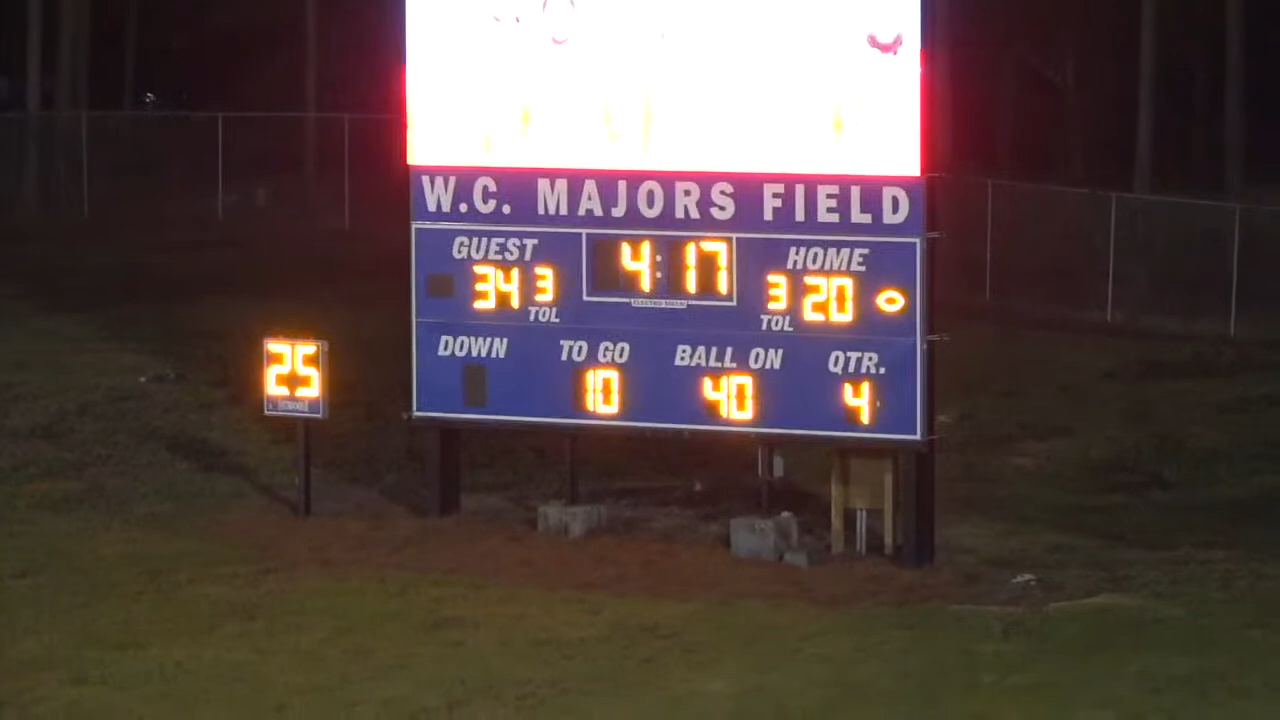 W.C. MAJORS FIELD
GUEST 4:17 HOME
34 3 3 20
TOL TOL
DOWN TO GO BALL ON QTR.
10 40 4
25